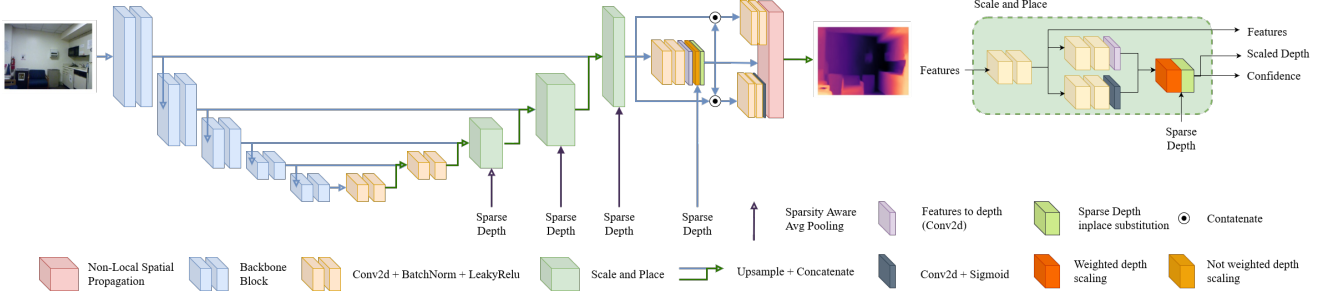 Scale and Place
Features
Features
Scaled Depth
Confidence
Sparse
Depth
Sparse
Depth
Sparse
Depth
Sparse
Depth
Sparse
Depth
Sparsity Aware
Avg Pooling
Features to depth
(Conv2d)
Sparse Depth
inplace substitution
Concatenate
Non-Local Spatial
Propagation
Backbone
Block
Conv2d + BatchNorm + LeakyRelu
Scale and Place
Upsample + Concatenate
Conv2d + Sigmoid
Weighted depth
scaling
Not weighted depth
scaling